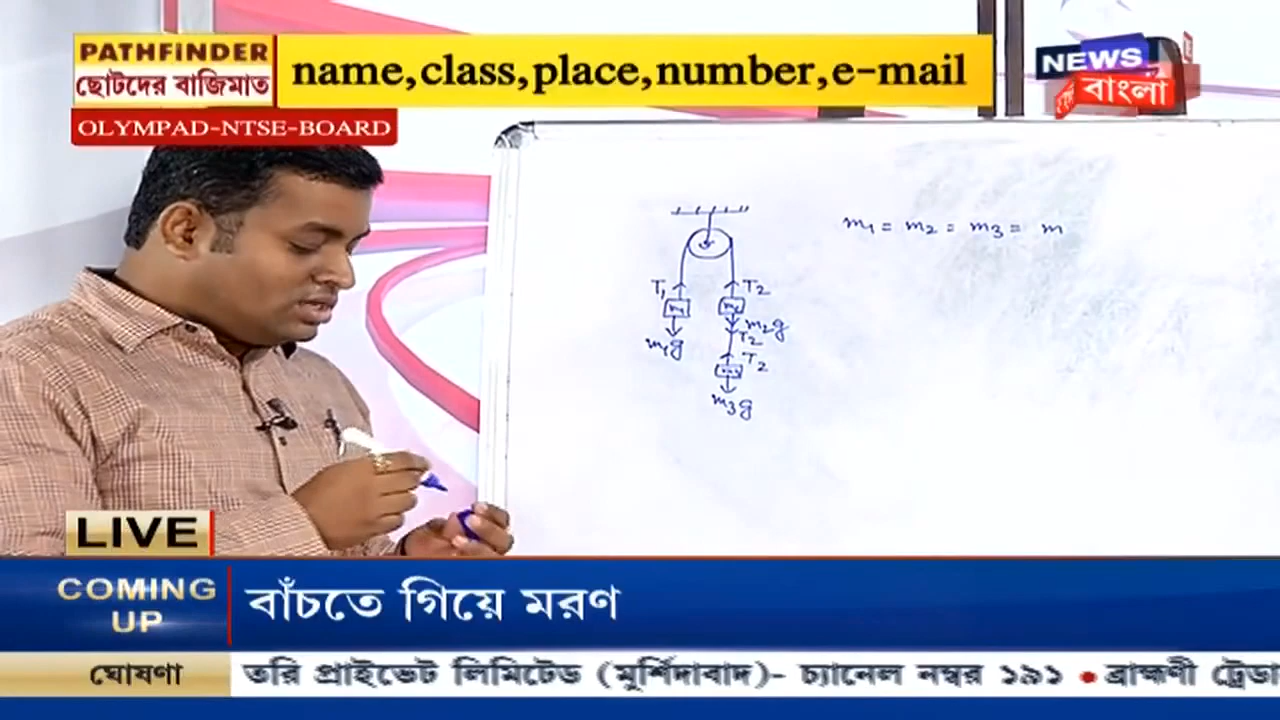 PATHFINDER
ছোটদের বাজিমাত
OLYMPAD-NTSE-BOARD
name,class,place,number,e-mail
NEWS
বাংলা
m₁ = m₂ = m₃ = m
T₁
T₂
m₁g
m₂g
T₂
T₂
m₃g
LIVE
COMING UP
বাঁচতে গিয়ে মরণ
ঘোষণা
তরি প্রাইভেট লিমিটেড (মুর্শিদাবাদ)- চ্যানেল নম্বর ১৯১ • ব্রাহ্মণী ট্রেডা